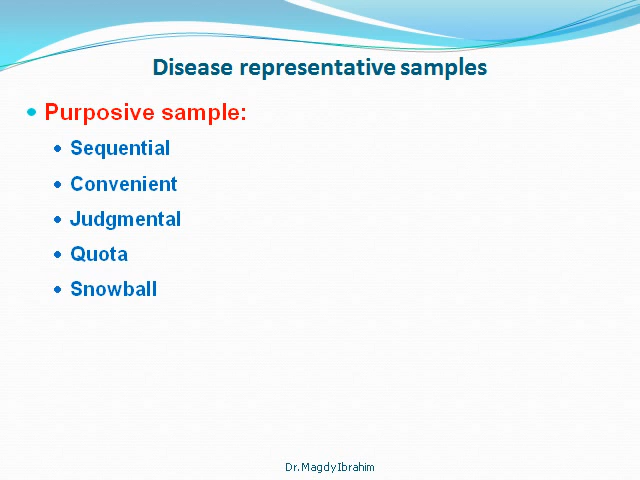 Disease representative samples
• Purposive sample:
• Sequential
• Convenient
• Judgmental
• Quota
• Snowball
Dr. Magdy Ibrahim